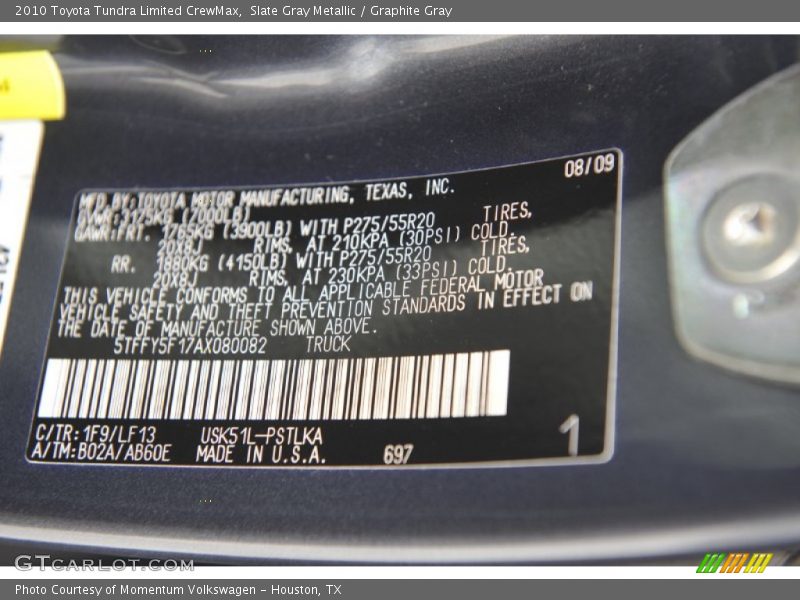 2010 Toyota Tundra Limited CrewMax, Slate Gray Metallic / Graphite Gray
08/09
MFD BY:TOYOTA MOTOR MANUFACTURING, TEXAS, INC.
GVWR:3175KG (7000LB)
GAWR:FRT. 1765KG (3900LB) WITH P275/55R20 TIRES,
20X8J RIMS, AT 210KPA (30PSI) COLD.
RR. 1880KG (4150LB) WITH P275/55R20 TIRES,
20X8J RIMS, AT 230KPA (33PSI) COLD.
THIS VEHICLE CONFORMS TO ALL APPLICABLE FEDERAL MOTOR
VEHICLE SAFETY AND THEFT PREVENTION STANDARDS IN EFFECT ON
THE DATE OF MANUFACTURE SHOWN ABOVE.
5TFFY5F17AX080082 TRUCK
C/TR:1F9/LF13 USK51L-PSTLKA
A/TM:B02A/AB60E MADE IN U.S.A. 697 1
GTCARLOT.COM
Photo Courtesy of Momentum Volkswagen - Houston, TX